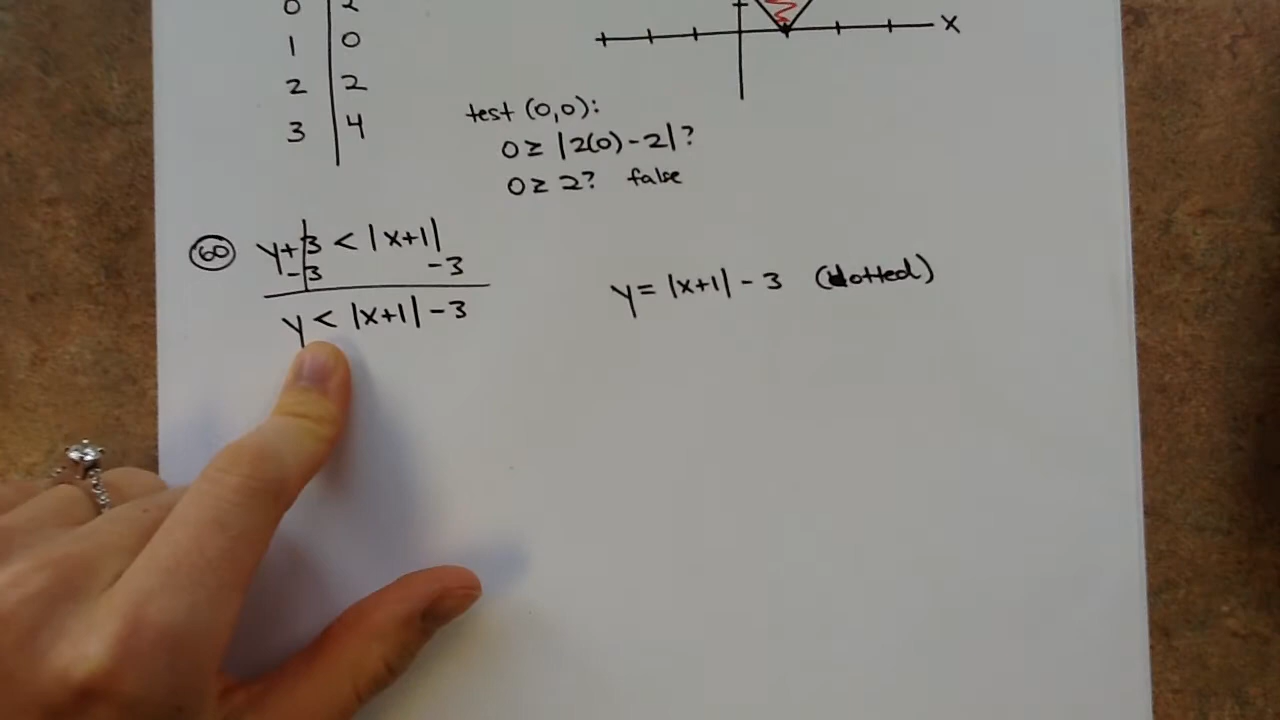 0 2
1 0
2 2
3 4
x
test (0,0):
0 ≥ |2(0) - 2| ?
0 ≥ 2? false
60 y + 3 < |x+1|
-3 -3
y < |x+1| - 3
y = |x+1| - 3 (dotted)